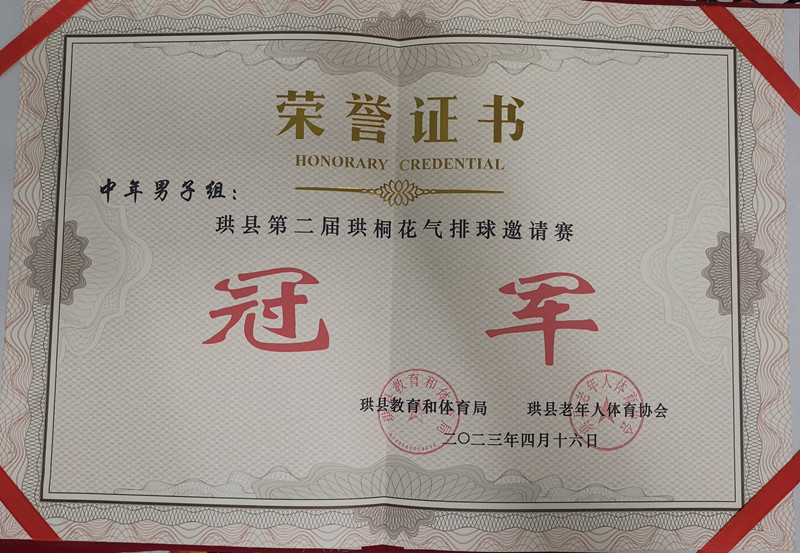 荣誉证书
HONORARY CREDENTIAL
中年男子组：
珙县第二届珙桐花气排球邀请赛
冠 军
珙县教育和体育局 珙县老年人体育协会
二〇二三年四月十六日